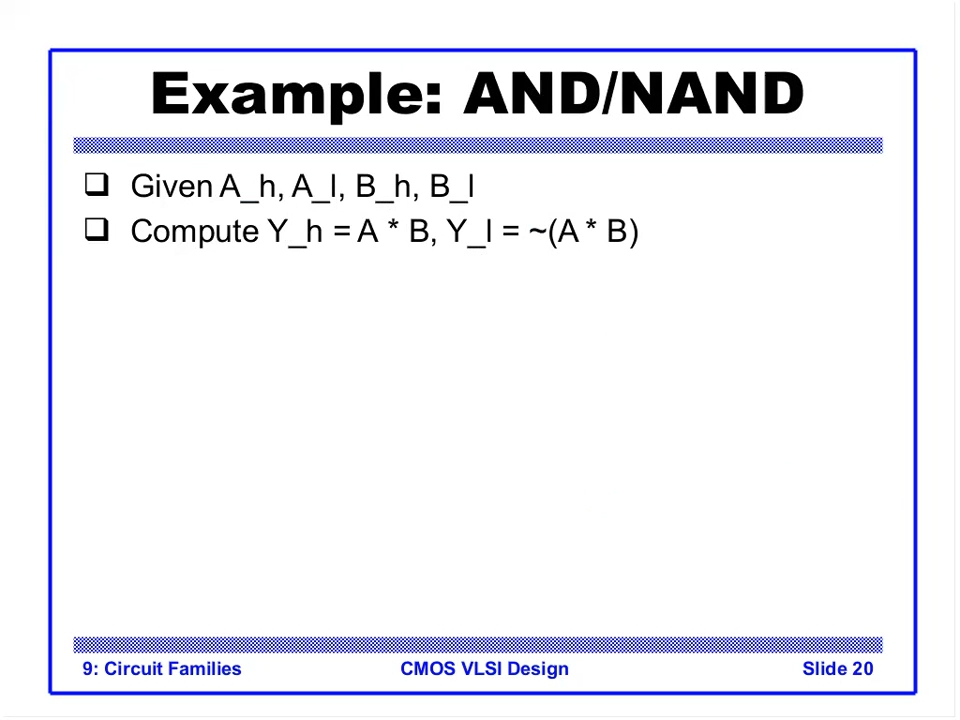 Example: AND/NAND
❑ Given A_h, A_l, B_h, B_l
❑ Compute Y_h = A * B, Y_l = ~(A * B)
9: Circuit Families CMOS VLSI Design Slide 20